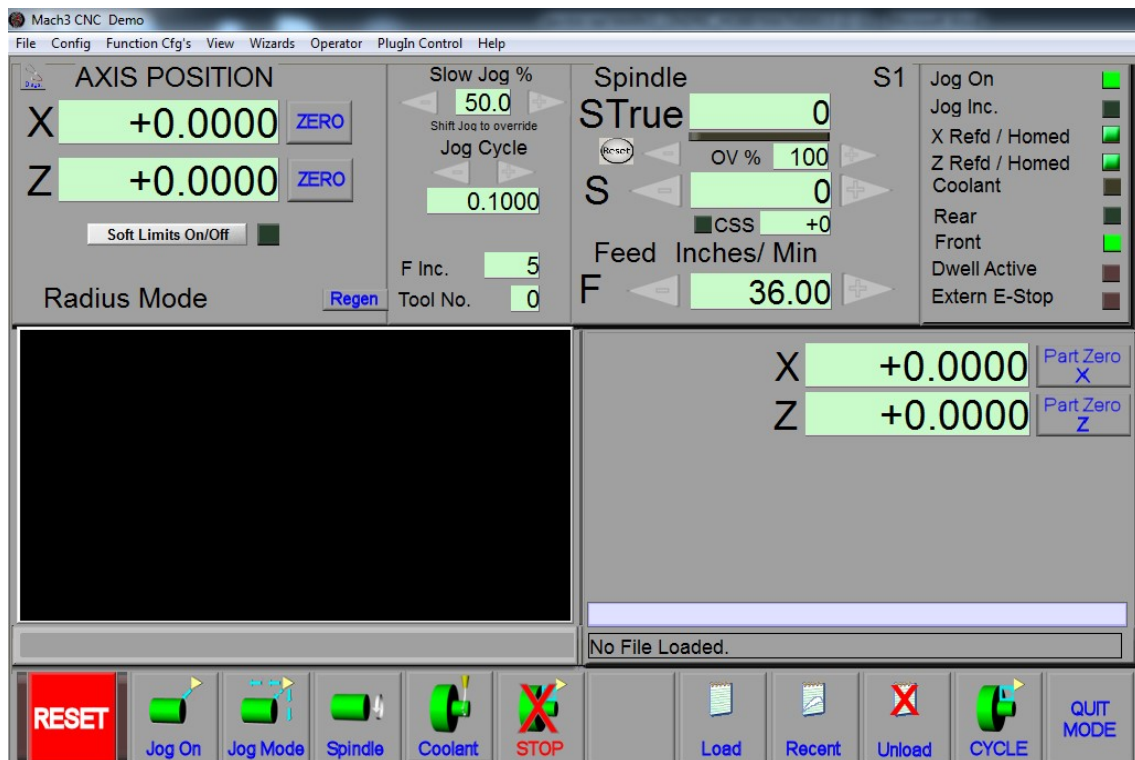 Mach3 CNC Demo
File Config Function Cfg's View Wizards Operator PlugIn Control Help
AXIS POSITION
X +0.0000 ZERO
Z +0.0000 ZERO
Soft Limits On/Off
Radius Mode
Regen
Slow Jog %
50.0
Shift Jog to override
Jog Cycle
0.1000
F Inc. 5
Tool No. 0
Spindle S1
STrue 0
Reset OV % 100
S 0
CSS +0
Feed Inches/ Min
F 36.00
Jog On
Jog Inc.
X Refd / Homed
Z Refd / Homed
Coolant
Rear
Front
Dwell Active
Extern E-Stop
X +0.0000 Part Zero X
Z +0.0000 Part Zero Z
No File Loaded.
RESET
Jog On
Jog Mode
Spindle
Coolant
STOP
Load
Recent
Unload
CYCLE
QUIT
MODE